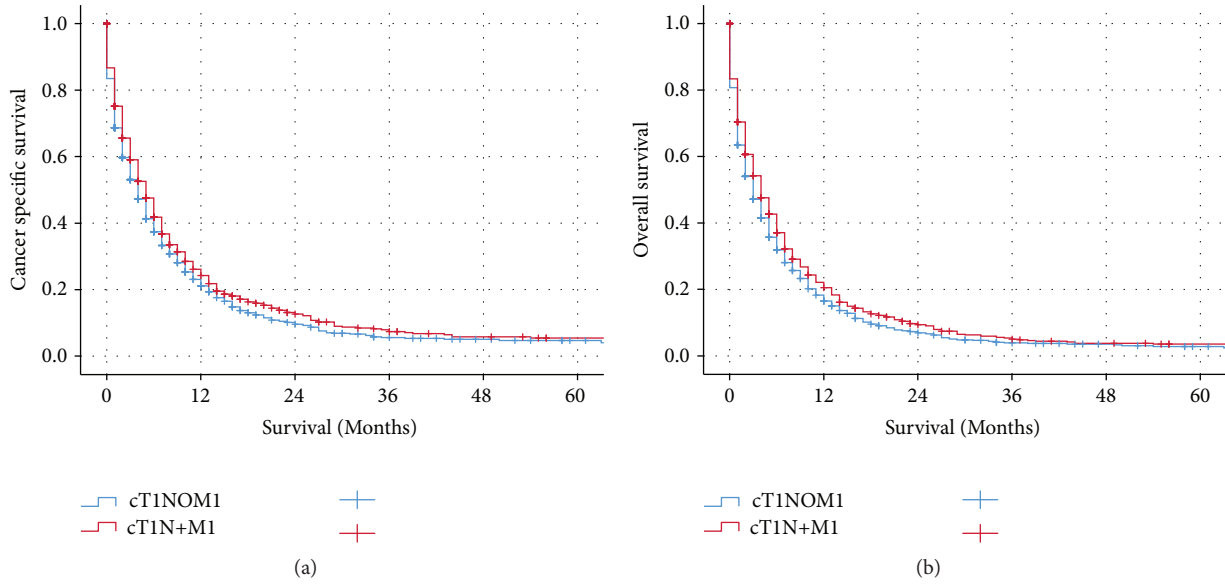 Cancer specific survival
1.0
0.8
0.6
0.4
0.2
0.0
0 12 24 36 48 60
Survival (Months)
cT1NOM1
cT1N+M1
(a)
Overall survival
1.0
0.8
0.6
0.4
0.2
0.0
0 12 24 36 48 60
Survival (Months)
cT1NOM1
cT1N+M1
(b)